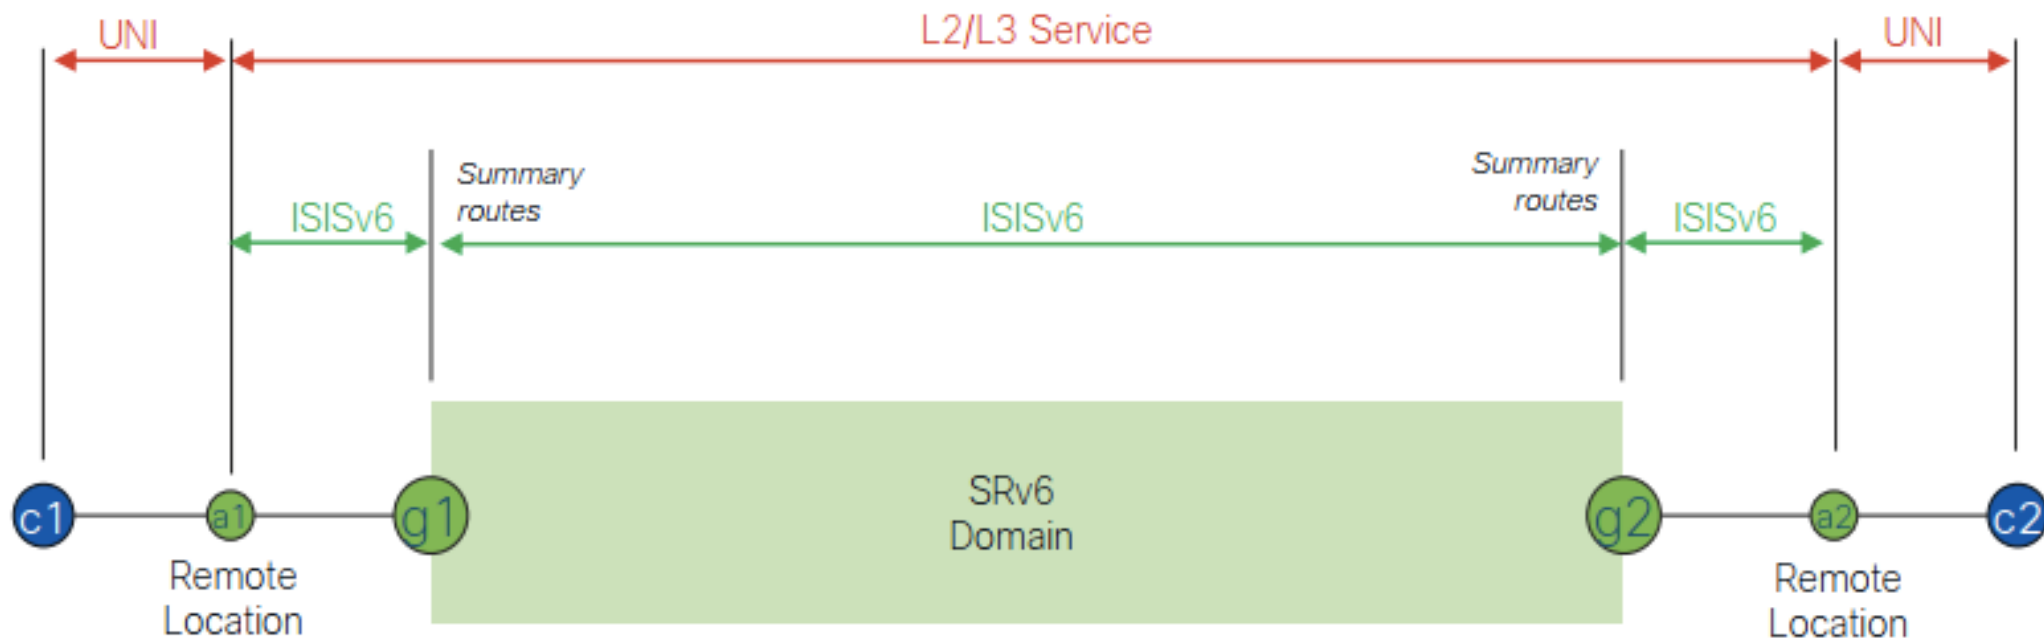 UNI
L2/L3 Service
UNI
Summary
routes
Summary
routes
ISISv6
ISISv6
ISISv6
SRv6
Domain
c1
a1
g1
g2
a2
c2
Remote
Location
Remote
Location